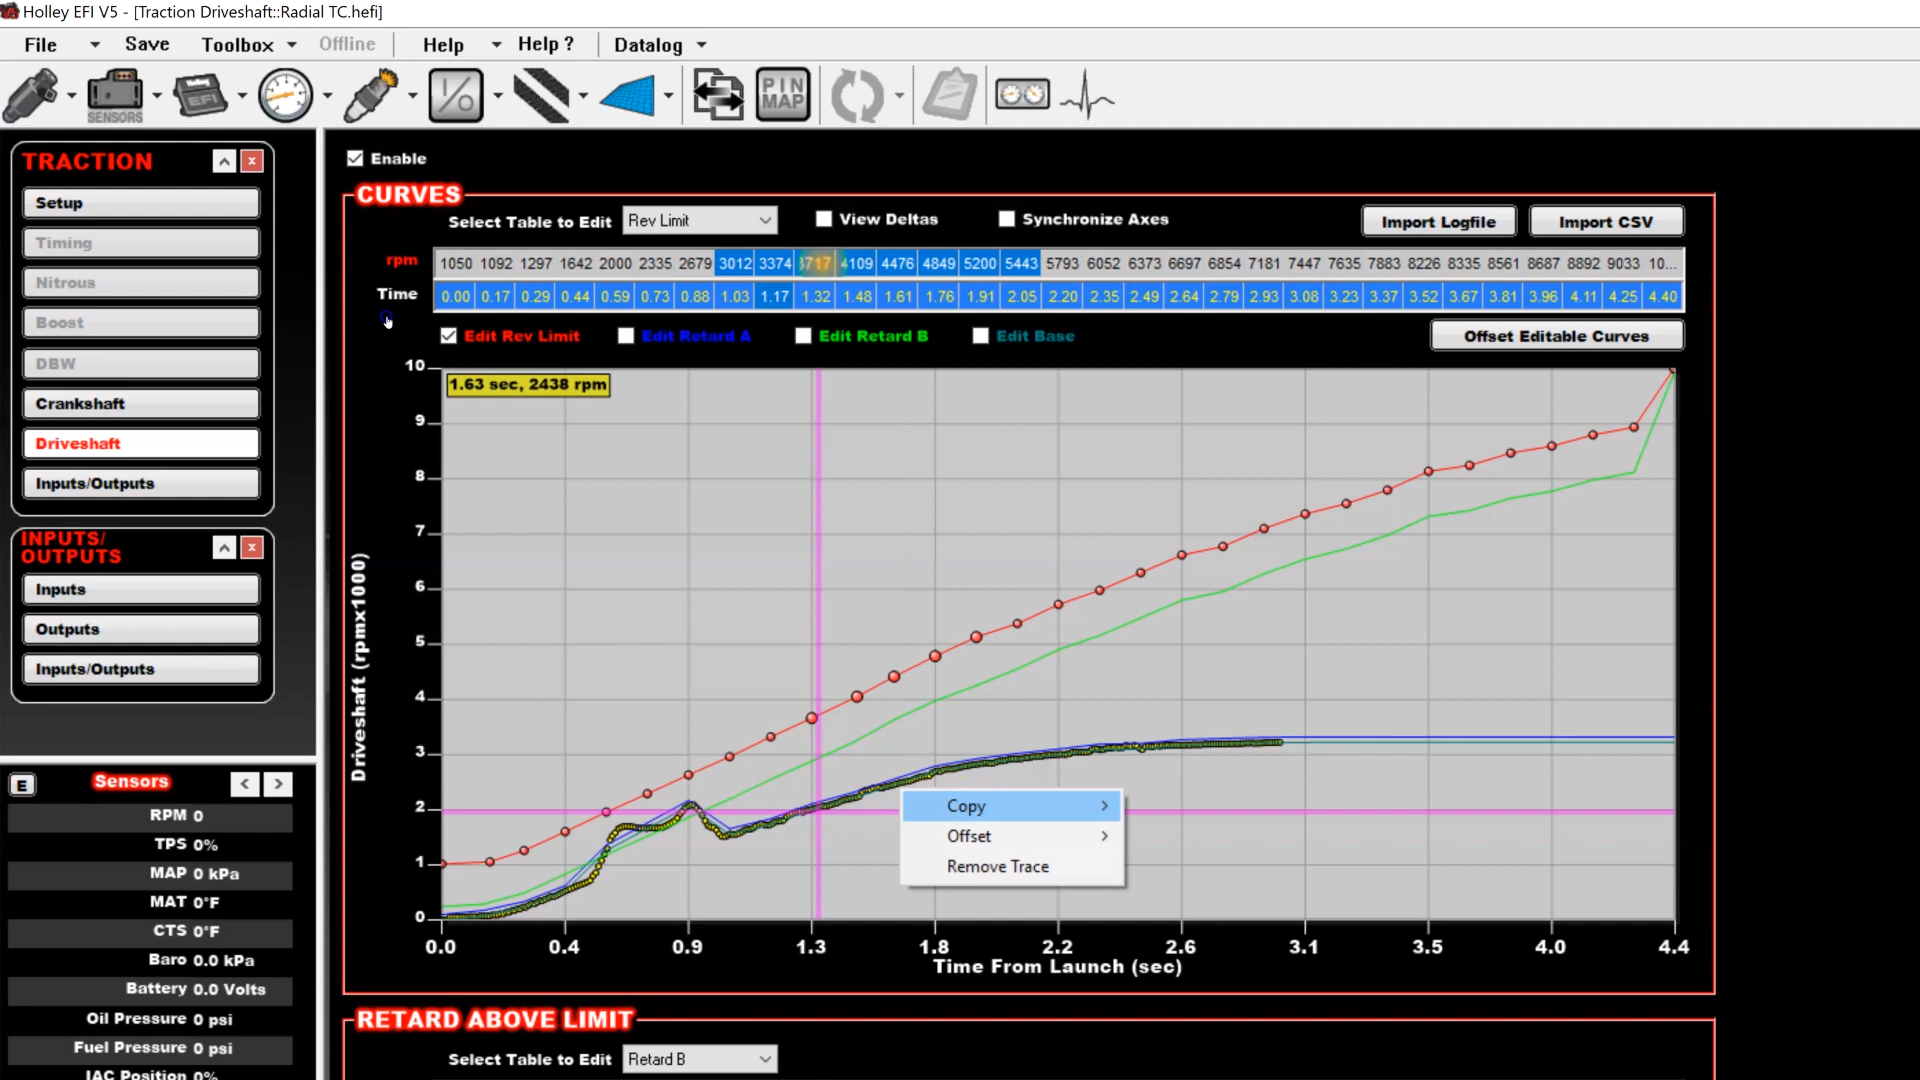 Holley EFI V5 - [Traction Driveshaft::Radial TC.hefi]
File Save Toolbox Offline Help Help ? Datalog
SENSORS Holley EFI I/O PIN MAP
TRACTION
Setup
Timing
Nitrous
Boost
DBW
Crankshaft
Driveshaft
Inputs/Outputs
INPUTS/
OUTPUTS
Inputs
Outputs
Inputs/Outputs
E Sensors < >
RPM 0
TPS 0%
MAP 0 kPa
MAT 0°F
CTS 0°F
Baro 0.0 kPa
Battery 0.0 Volts
Oil Pressure 0 psi
Fuel Pressure 0 psi
IAC Position 0%
Enable
CURVES
Select Table to Edit Rev Limit View Deltas Synchronize Axes Import Logfile Import CSV
rpm 1050 1092 1297 1642 2000 2335 2679 3012 3374 3717 4109 4476 4849 5200 5443 5793 6052 6373 6697 6854 7181 7447 7635 7883 8226 8335 8561 8687 8892 9033 10...
Time 0.00 0.17 0.29 0.44 0.59 0.73 0.88 1.03 1.17 1.32 1.48 1.61 1.76 1.91 2.05 2.20 2.35 2.49 2.64 2.79 2.93 3.08 3.23 3.37 3.52 3.67 3.81 3.96 4.11 4.25 4.40
Edit Rev Limit Edit Retard A Edit Retard B Edit Base Offset Editable Curves
1.63 sec, 2438 rpm
10
9
8
7
6
5
4
3
2
1
0
Driveshaft (rpmx1000)
Copy
Offset
Remove Trace
0.0 0.4 0.9 1.3 1.8 2.2 2.6 3.1 3.5 4.0 4.4
Time From Launch (sec)
RETARD ABOVE LIMIT
Select Table to Edit Retard B